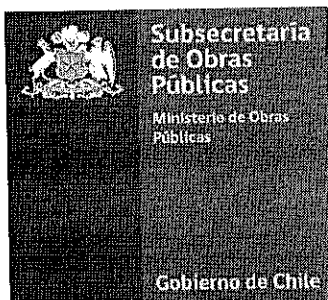 Subsecretaría
de Obras
Públicas
Ministerio de Obras
Públicas
Gobierno de Chile